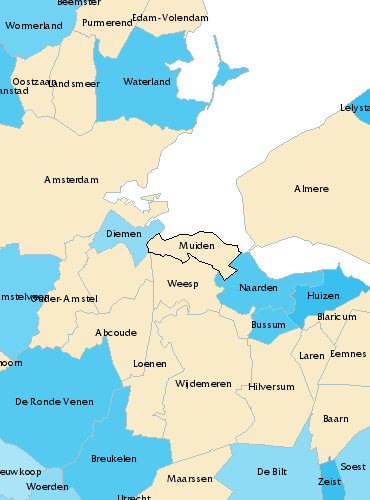 Beemster
Edam-Volendam
Purmerend
Wormerland
Oostzaan
Landsmeer
Waterland
anstad
Lelysta
Amsterdam
Almere
Diemen
Muiden
Weesp
Naarden
Huizen
mstelveen
Ouder-Amstel
Blaricum
Bussum
Abcoude
Laren
Eemnes
hoorn
Loenen
Wijdemeren
Hilversum
De Ronde Venen
Baarn
Breukelen
euwkoop
De Bilt
Soest
Woerden
Maarssen
Zeist
Utrecht